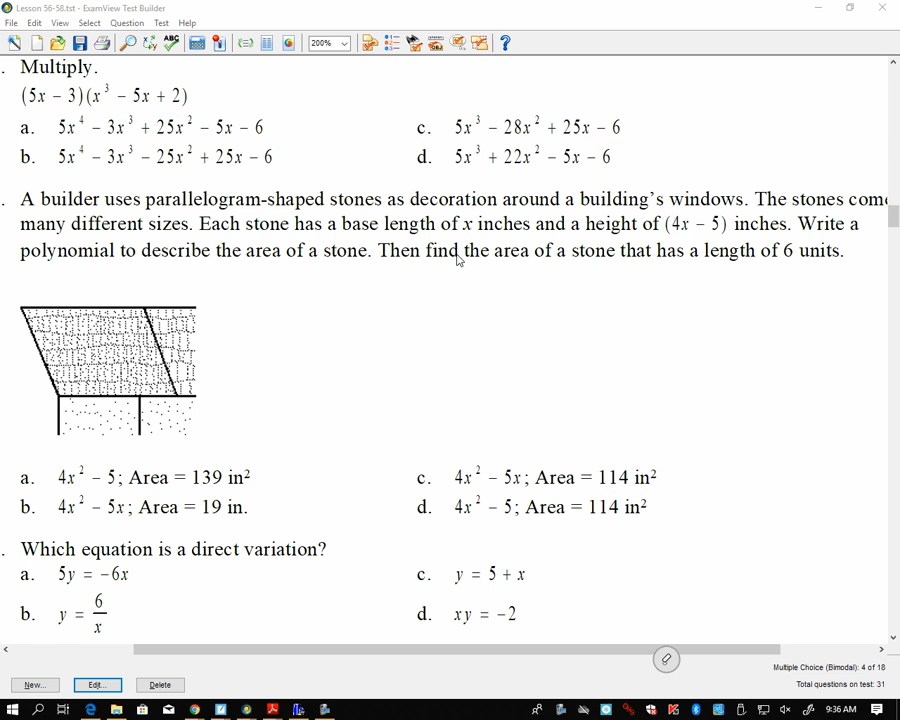 Lesson 56-58.tst - ExamView Test Builder
File Edit View Select Question Test Help
200%
. Multiply.
(5x − 3)(x³ − 5x + 2)
a. 5x⁴ − 3x³ + 25x² − 5x − 6 c. 5x³ − 28x² + 25x − 6
b. 5x⁴ − 3x³ − 25x² + 25x − 6 d. 5x³ + 22x² − 5x − 6
. A builder uses parallelogram-shaped stones as decoration around a building’s windows. The stones come
many different sizes. Each stone has a base length of x inches and a height of (4x − 5) inches. Write a
polynomial to describe the area of a stone. Then find the area of a stone that has a length of 6 units.
a. 4x² − 5; Area = 139 in² c. 4x² − 5x; Area = 114 in²
b. 4x² − 5x; Area = 19 in. d. 4x² − 5; Area = 114 in²
. Which equation is a direct variation?
a. 5y = −6x c. y = 5 + x
b. y = 6/x d. xy = −2
Multiple Choice (Bimodal): 4 of 18
New... Edit... Delete Total questions on test: 31
9:36 AM